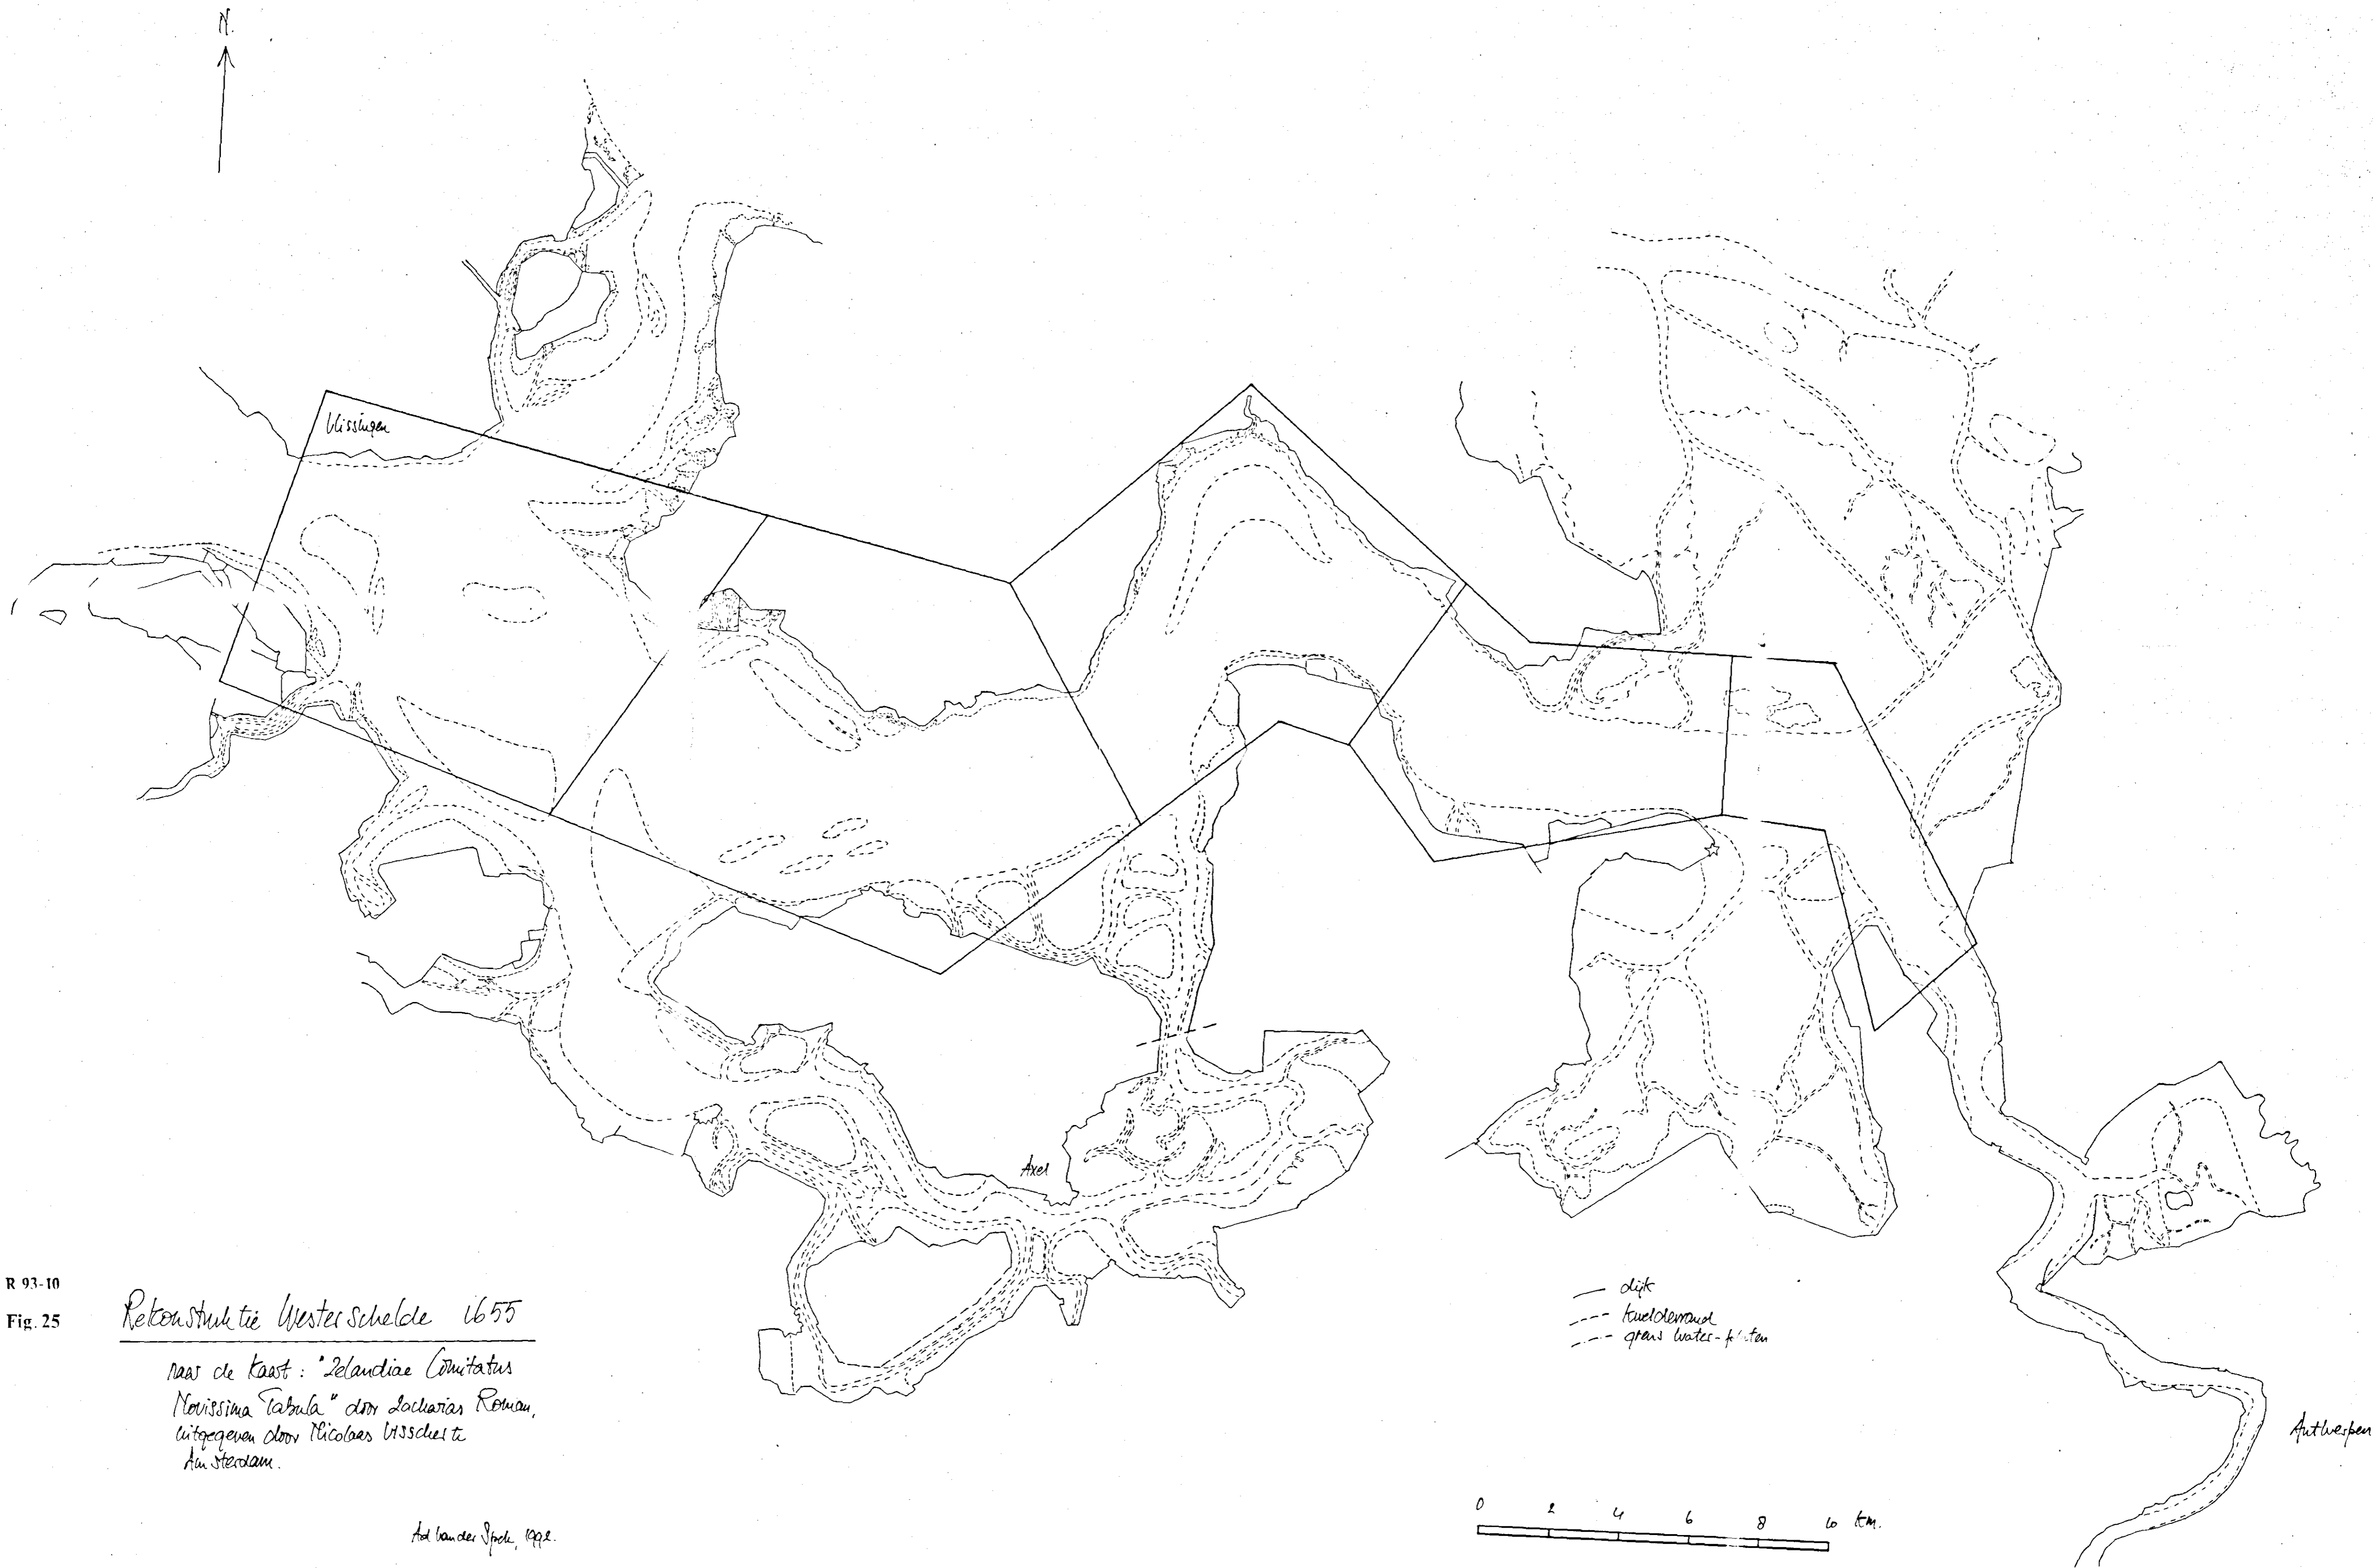 N.
Vlissingen
Axel
Antwerpen
R 93-10
Fig. 25
Rekonstruktie Westerschelde 1655
naar de kaart: "Zelandiae Comitatus
Novissima Tabula" door Zacharias Roman,
uitgegeven door Nicolaas Visscher te
Amsterdam.
Ad van der Spek, 1992.
dijk
kwelderrand
grens water-
0 2 4 6 8 10 km.